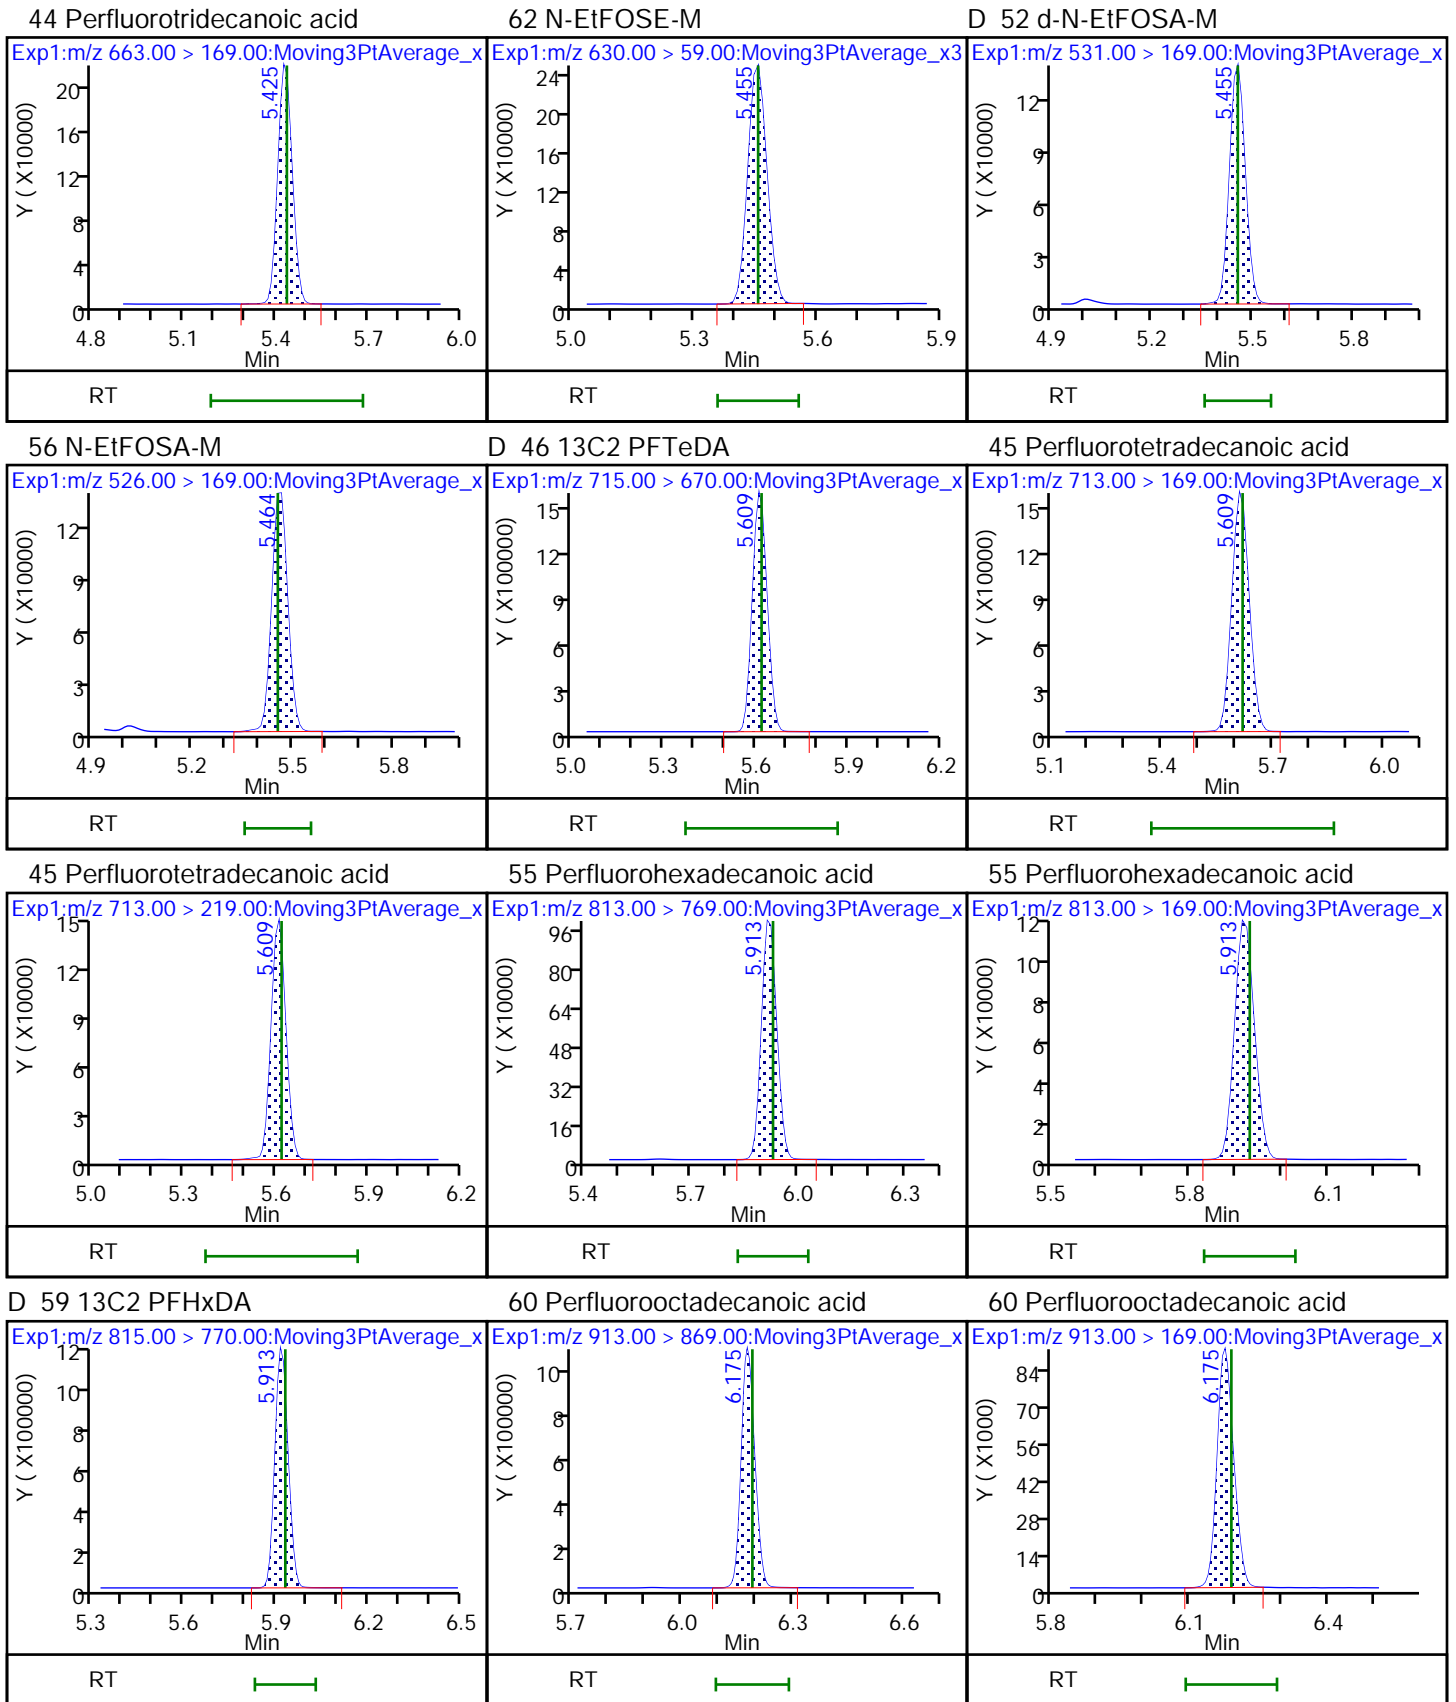 44 Perfluorotridecanoic acid
Exp1:m/z 663.00 > 169.00:Moving3PtAverage_x
5.425
Y ( X10000)
20
16
12
8
4
0
4.8 5.1 5.4 5.7 6.0
Min
RT
62 N-EtFOSE-M
Exp1:m/z 630.00 > 59.00:Moving3PtAverage_x3
5.455
Y ( X10000)
24
20
16
12
8
4
0
5.0 5.3 5.6 5.9
Min
RT
D 52 d-N-EtFOSA-M
Exp1:m/z 531.00 > 169.00:Moving3PtAverage_x
5.455
Y ( X10000)
12
9
6
3
0
4.9 5.2 5.5 5.8
Min
RT
56 N-EtFOSA-M
Exp1:m/z 526.00 > 169.00:Moving3PtAverage_x
5.464
Y ( X10000)
12
9
6
3
0
4.9 5.2 5.5 5.8
Min
RT
D 46 13C2 PFTeDA
Exp1:m/z 715.00 > 670.00:Moving3PtAverage_x
5.609
Y ( X100000)
15
12
9
6
3
0
5.0 5.3 5.6 5.9 6.2
Min
RT
45 Perfluorotetradecanoic acid
Exp1:m/z 713.00 > 169.00:Moving3PtAverage_x
5.609
Y ( X10000)
15
12
9
6
3
0
5.1 5.4 5.7 6.0
Min
RT
45 Perfluorotetradecanoic acid
Exp1:m/z 713.00 > 219.00:Moving3PtAverage_x
5.609
Y ( X10000)
15
12
9
6
3
0
5.0 5.3 5.6 5.9 6.2
Min
RT
55 Perfluorohexadecanoic acid
Exp1:m/z 813.00 > 769.00:Moving3PtAverage_x
5.913
Y ( X10000)
96
80
64
48
32
16
0
5.4 5.7 6.0 6.3
Min
RT
55 Perfluorohexadecanoic acid
Exp1:m/z 813.00 > 169.00:Moving3PtAverage_x
5.913
Y ( X10000)
12
10
8
6
4
2
0
5.5 5.8 6.1
Min
RT
D 59 13C2 PFHxDA
Exp1:m/z 815.00 > 770.00:Moving3PtAverage_x
5.913
Y ( X100000)
12
10
8
6
4
2
0
5.3 5.6 5.9 6.2 6.5
Min
RT
60 Perfluorooctadecanoic acid
Exp1:m/z 913.00 > 869.00:Moving3PtAverage_x
6.175
Y ( X100000)
10
8
6
4
2
0
5.7 6.0 6.3 6.6
Min
RT
60 Perfluorooctadecanoic acid
Exp1:m/z 913.00 > 169.00:Moving3PtAverage_x
6.175
Y ( X1000)
84
70
56
42
28
14
0
5.8 6.1 6.4
Min
RT